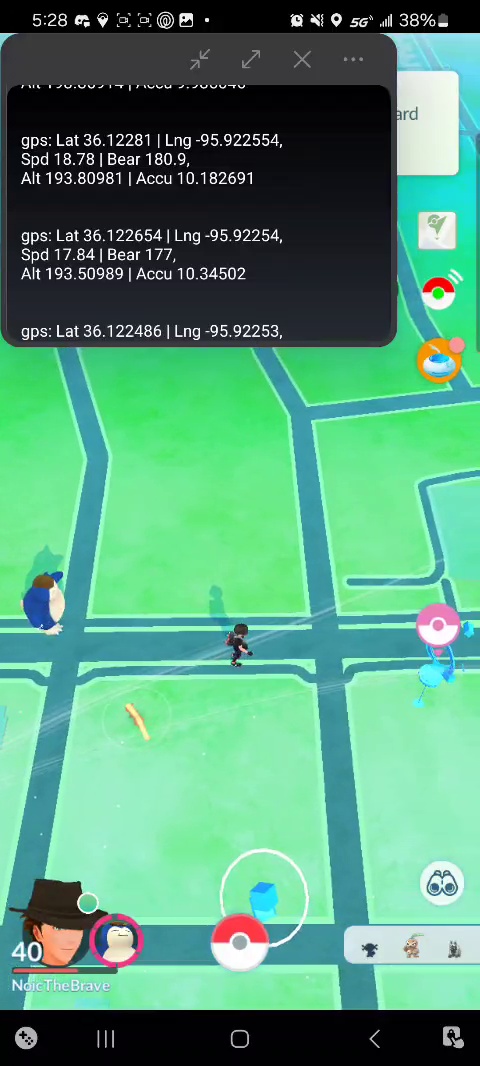 5:28
5G
38%
ard
gps: Lat 36.12281 | Lng -95.922554,
Spd 18.78 | Bear 180.9,
Alt 193.80981 | Accu 10.182691
gps: Lat 36.122654 | Lng -95.92254,
Spd 17.84 | Bear 177,
Alt 193.50989 | Accu 10.34502
gps: Lat 36.122486 | Lng -95.92253,
40
NoicTheBrave